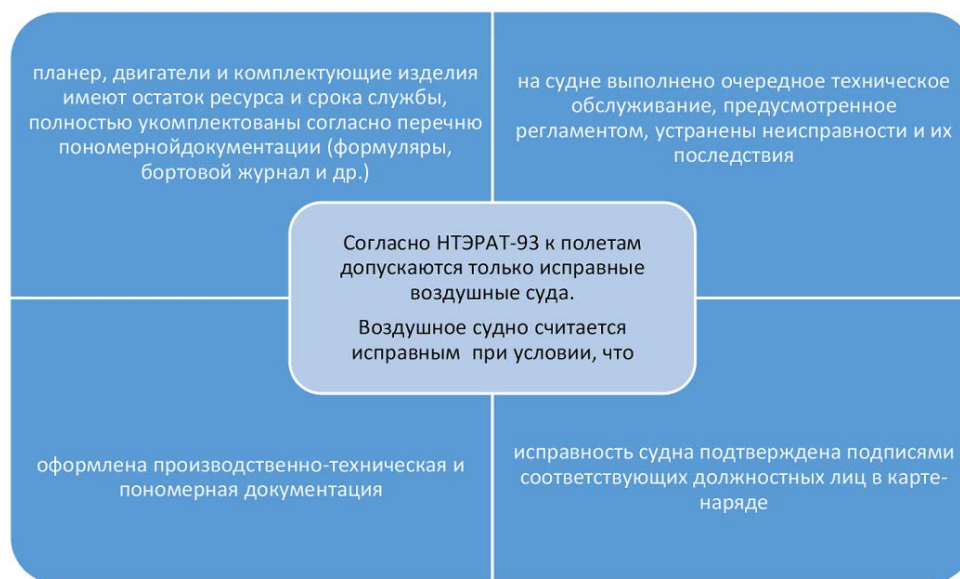 планер, двигатели и комплектующие изделия
имеют остаток ресурса и срока службы,
полностью укомплектованы согласно перечню
пономернойдокументации (формуляры,
бортовой журнал и др.)
на судне выполнено очередное техническое
обслуживание, предусмотренное
регламентом, устранены неисправности и их
последствия
Согласно НТЭРАТ-93 к полетам
допускаются только исправные
воздушные суда.
Воздушное судно считается
исправным при условии, что
оформлена производственно-техническая и
пономерная документация
исправность судна подтверждена подписями
соответствующих должностных лиц в карте-
наряде